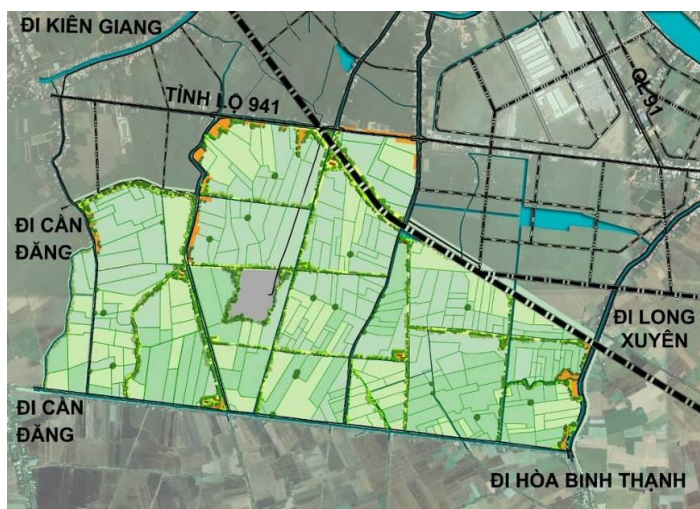 ĐI KIÊN GIANG
TỈNH LỘ 941
QL 91
ĐI CẦN
ĐĂNG
ĐI LONG
XUYÊN
ĐI CẦN
ĐĂNG
ĐI HÒA BINH THẠNH